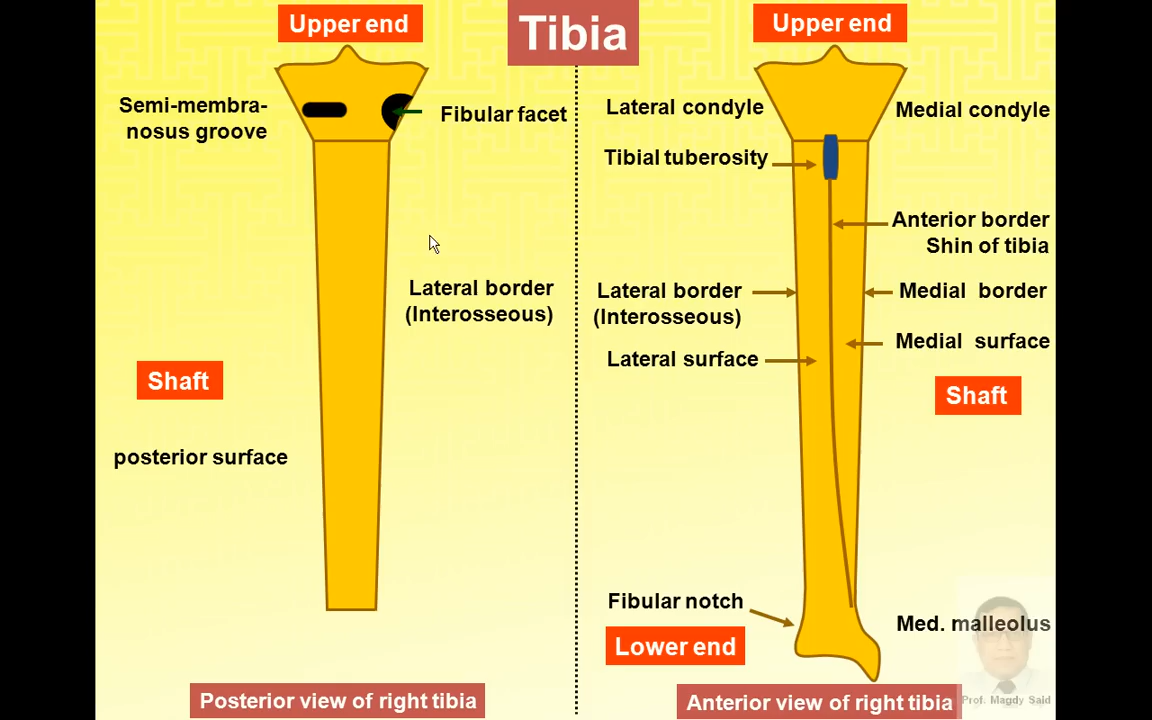 Tibia
Upper end
Semi-membra-
nosus groove
Fibular facet
Lateral border
(Interosseous)
Shaft
posterior surface
Posterior view of right tibia
Upper end
Lateral condyle
Medial condyle
Tibial tuberosity
Anterior border
Shin of tibia
Lateral border
(Interosseous)
Medial border
Medial surface
Lateral surface
Shaft
Fibular notch
Lower end
Med. malleolus
Anterior view of right tibia
Prof. Magdy Said